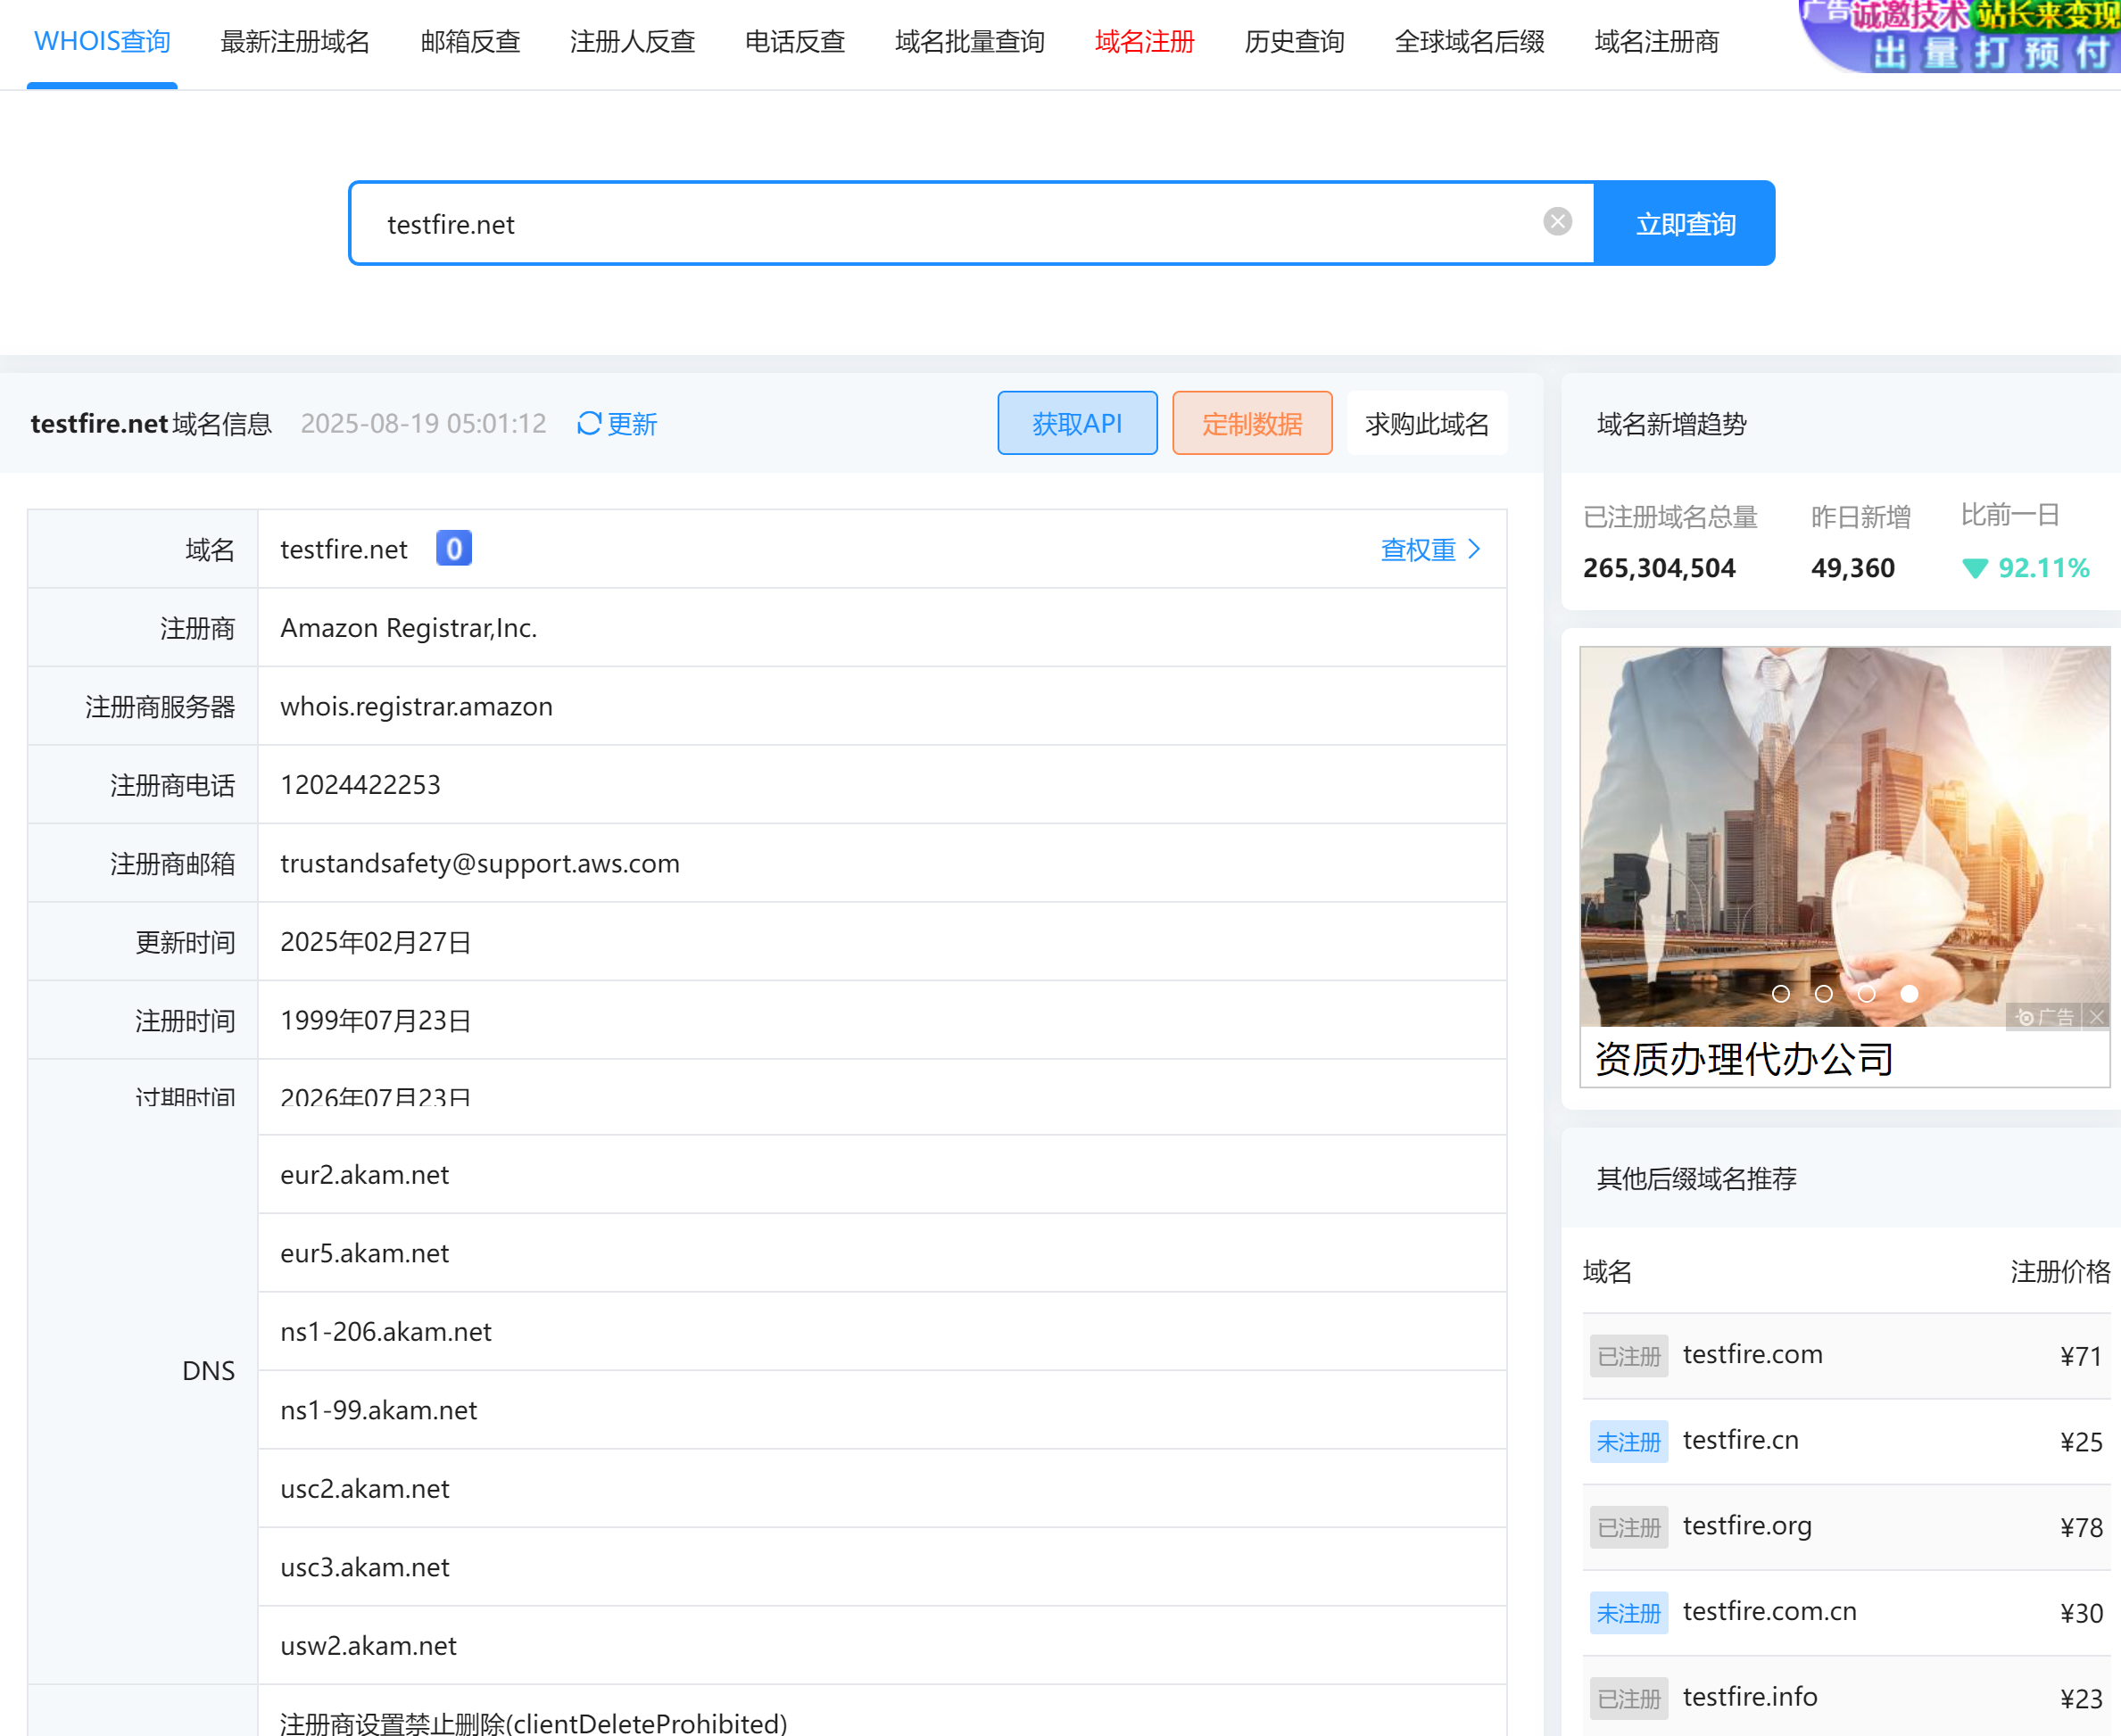 WHOIS查询 最新注册域名 邮箱反查 注册人反查 电话反查 域名批量查询 域名注册 历史查询 全球域名后缀 域名注册商
广告 诚邀技术 站长来变现
出量打预付
testfire.net 立即查询
testfire.net域名信息 2025-08-19 05:01:12 更新 获取API 定制数据 求购此域名
域名 testfire.net 0 查权重
注册商 Amazon Registrar,Inc.
注册商服务器 whois.registrar.amazon
注册商电话 12024422253
注册商邮箱 trustandsafety@support.aws.com
更新时间 2025年02月27日
注册时间 1999年07月23日
过期时间 2026年07月23日
DNS
eur2.akam.net
eur5.akam.net
ns1-206.akam.net
ns1-99.akam.net
usc2.akam.net
usc3.akam.net
usw2.akam.net
注册商设置禁止删除(clientDeleteProhibited)
域名新增趋势
已注册域名总量 昨日新增 比前一日
265,304,504 49,360 92.11%
广告
资质办理代办公司
其他后缀域名推荐
域名 注册价格
已注册 testfire.com ¥71
未注册 testfire.cn ¥25
已注册 testfire.org ¥78
未注册 testfire.com.cn ¥30
已注册 testfire.info ¥23